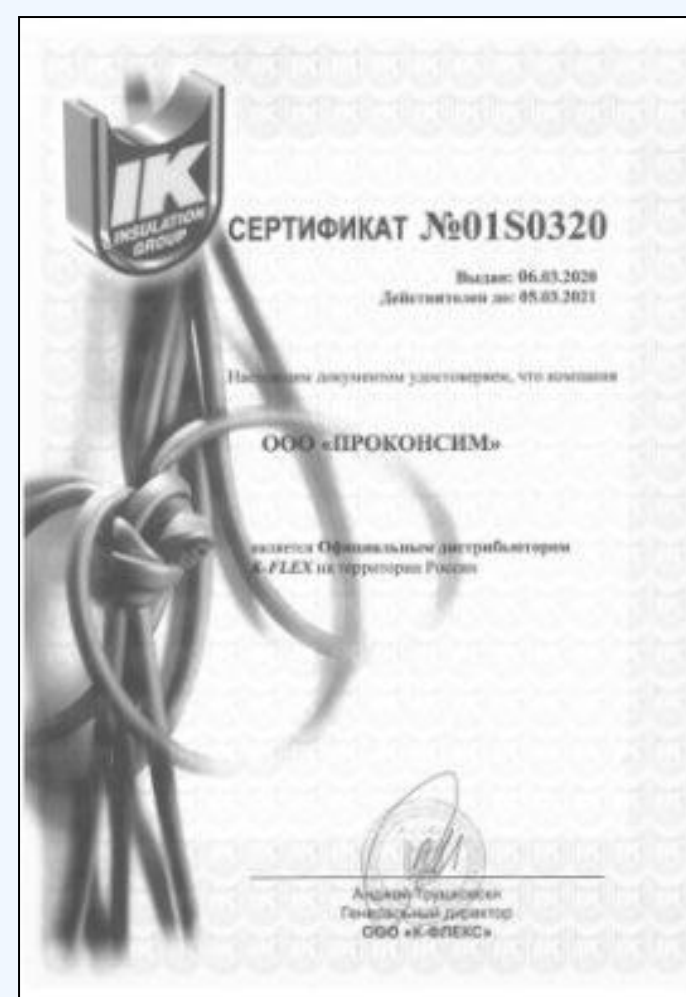 IK
INSULATION
GROUP
СЕРТИФИКАТ №01S0320
Выдан: 06.03.2020
Действителен до: 05.03.2021
Настоящим документом удостоверяем, что компания
ООО «ПРОКОНСИМ»
является Официальным дистрибьютором
K-FLEX на территории России
Генеральный директор
ООО «К-ФЛЕКС»